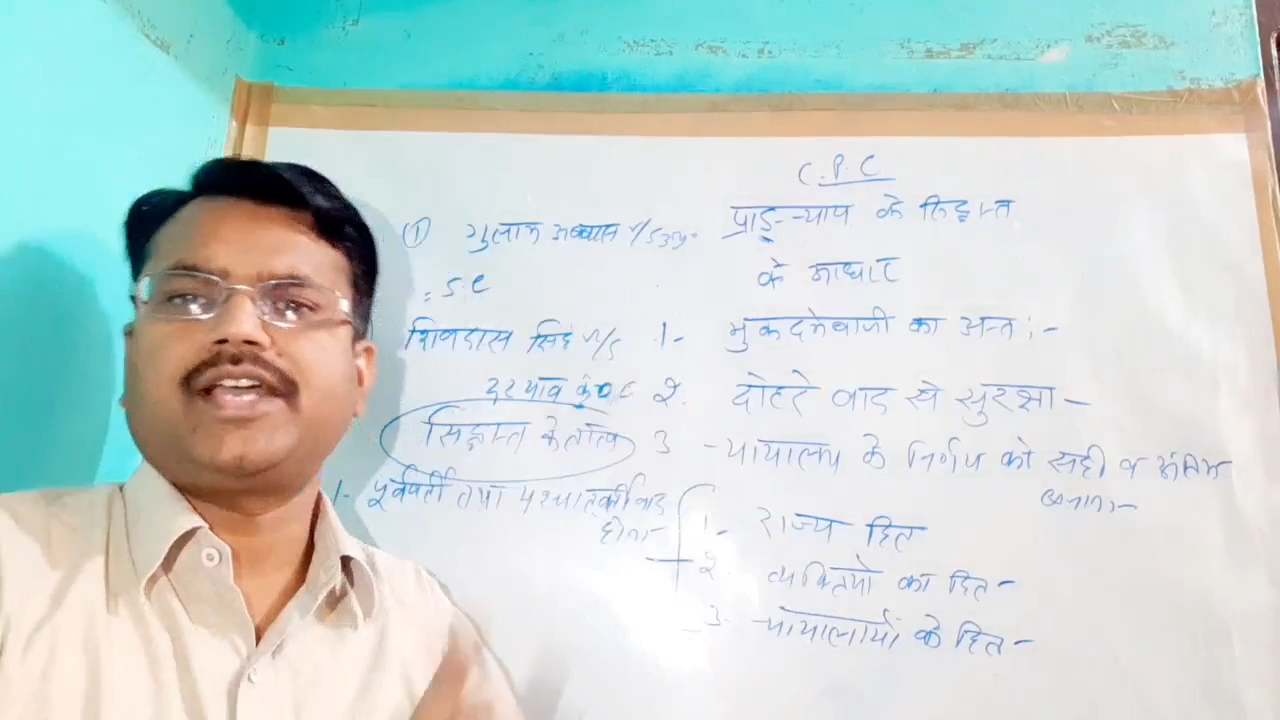 C.P.C
प्राङ्-न्याय के सिद्धान्त
के आधार
1- मुकदमेबाजी का अन्त :-
2. दोहरे वाद से सुरक्षा -
3 न्यायालय के निर्णय को सही व अंतिम
बनाना:-
1- राज्य हित
2. व्यक्तियों का हित -
3- न्यायालयों के हित -
① गुलाम अब्बास v/s
= S.C
शिवदास सिंह v/s
सिद्धान्त के तत्व
1- पूर्ववर्ती तथा पश्चातवर्ती वाद
होना-